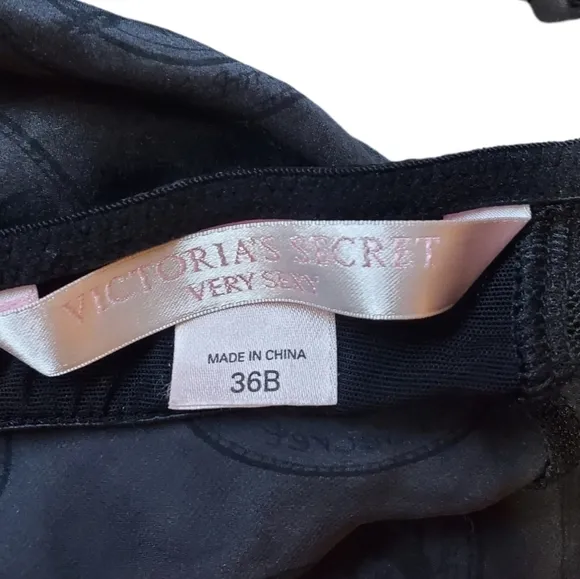 VICTORIA'S SECRET
VERY SEXY
MADE IN CHINA
36B